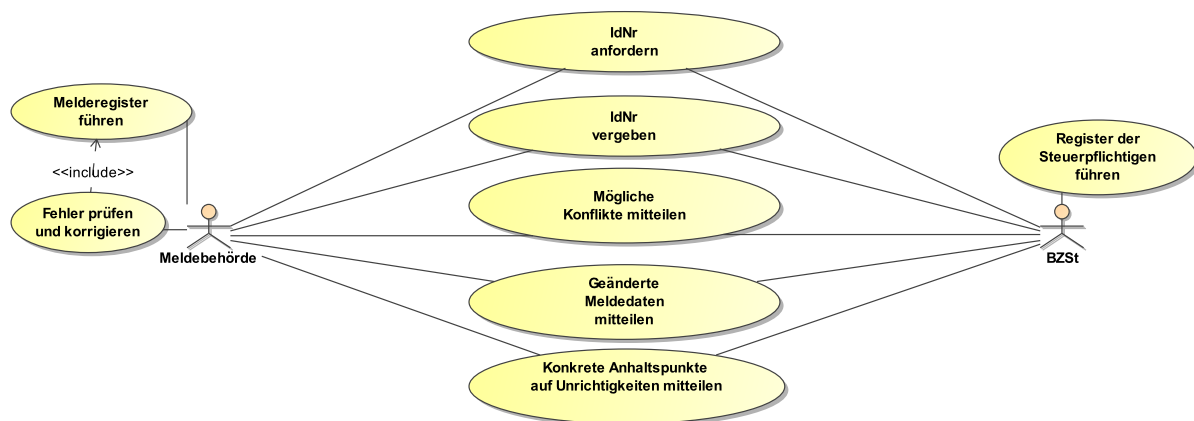 IdNr
anfordern
Melderegister
führen
IdNr
vergeben
Register der
Steuerpflichtigen
führen
<<include>>
Mögliche
Konflikte mitteilen
Fehler prüfen
und korrigieren
Meldebehörde
BZSt
Geänderte
Meldedaten
mitteilen
Konkrete Anhaltspunkte
auf Unrichtigkeiten mitteilen